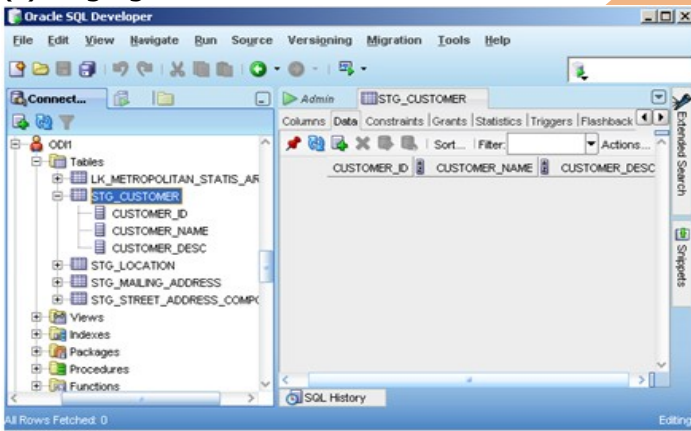 Oracle SQL Developer
File Edit View Navigate Run Source Versioning Migration Tools Help
Connect...
ODI1
Tables
LK_METROPOLITAN_STATIS_AR
STG_CUSTOMER
CUSTOMER_ID
CUSTOMER_NAME
CUSTOMER_DESC
STG_LOCATION
STG_MAILING_ADDRESS
STG_STREET_ADDRESS_COMPO
Views
Indexes
Packages
Procedures
Functions
Admin STG_CUSTOMER
Columns Data Constraints Grants Statistics Triggers Flashback
Sort... Filter: Actions...
CUSTOMER_ID CUSTOMER_NAME CUSTOMER_DESC
SQL History
Extended Search
Snippets
All Rows Fetched: 0 Editing